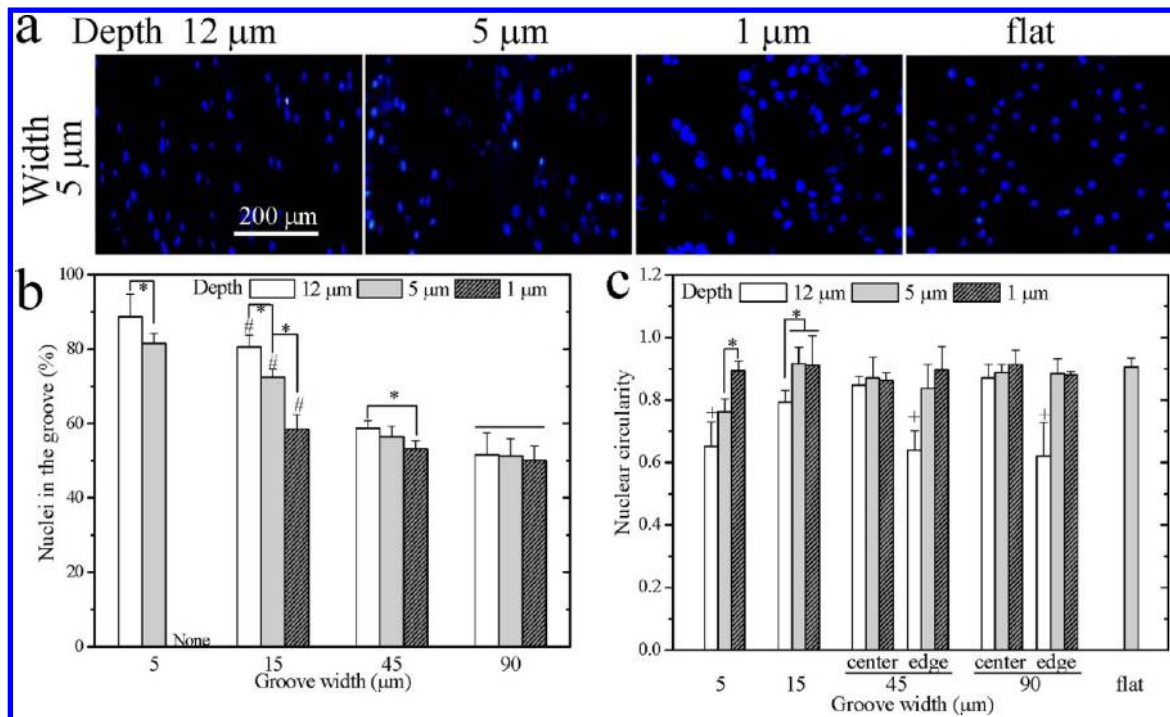 a
Depth 12 μm 5 μm 1 μm flat
Width
5 μm
200 μm
b
Depth 12 μm 5 μm 1 μm
Nuclei in the groove (%)
100
80
60
40
20
0
*
# * *
#
#
*
None
5 15 45 90
Groove width (μm)
c
Depth 12 μm 5 μm 1 μm
Nuclear circularity
1.2
1.0
0.8
0.6
0.4
0.2
0.0
* *
+ + +
center edge center edge
5 15 45 90 flat
Groove width (μm)